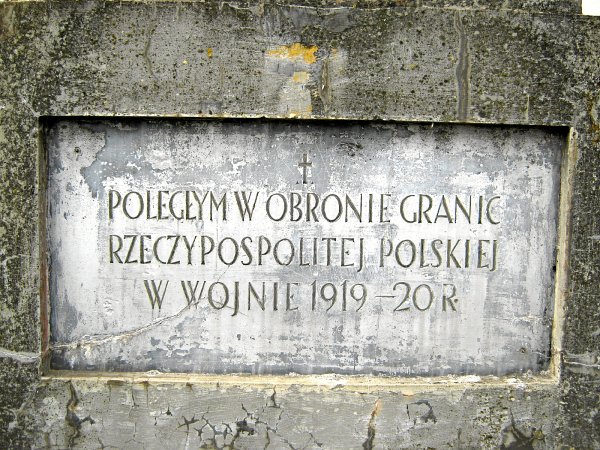 POLEGŁYM W OBRONIE GRANIC
RZECZYPOSPOLITEJ POLSKIEJ
W WOJNIE 1919-20 R.